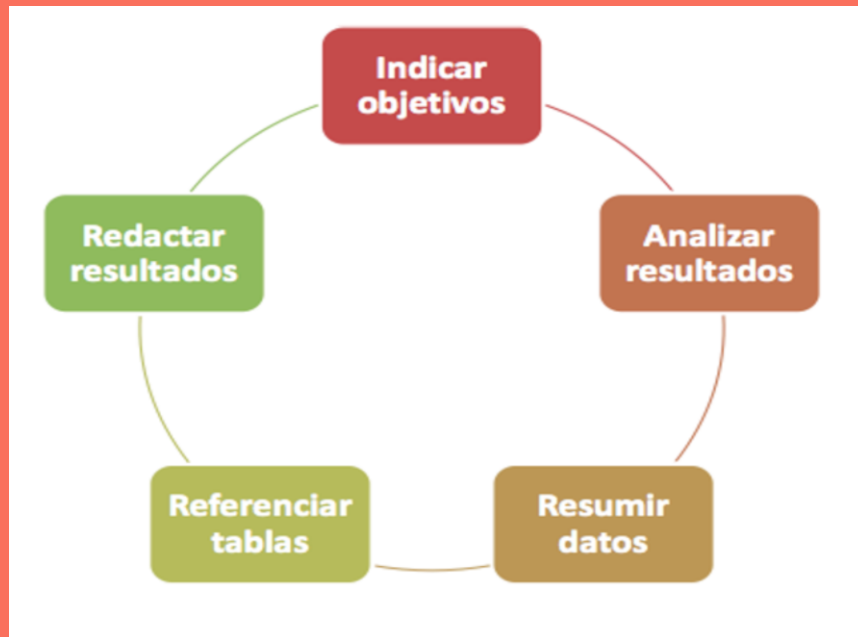 Indicar
objetivos
Analizar
resultados
Resumir
datos
Referenciar
tablas
Redactar
resultados